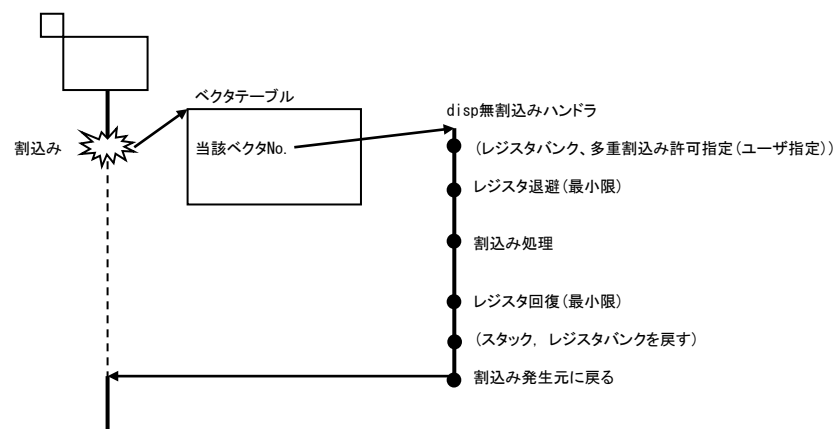 ベクタテーブル
disp無割込みハンドラ
割込み
当該ベクタNo.
(レジスタバンク、多重割込み許可指定(ユーザ指定))
レジスタ退避(最小限)
割込み処理
レジスタ回復(最小限)
(スタック, レジスタバンクを戻す)
割込み発生元に戻る